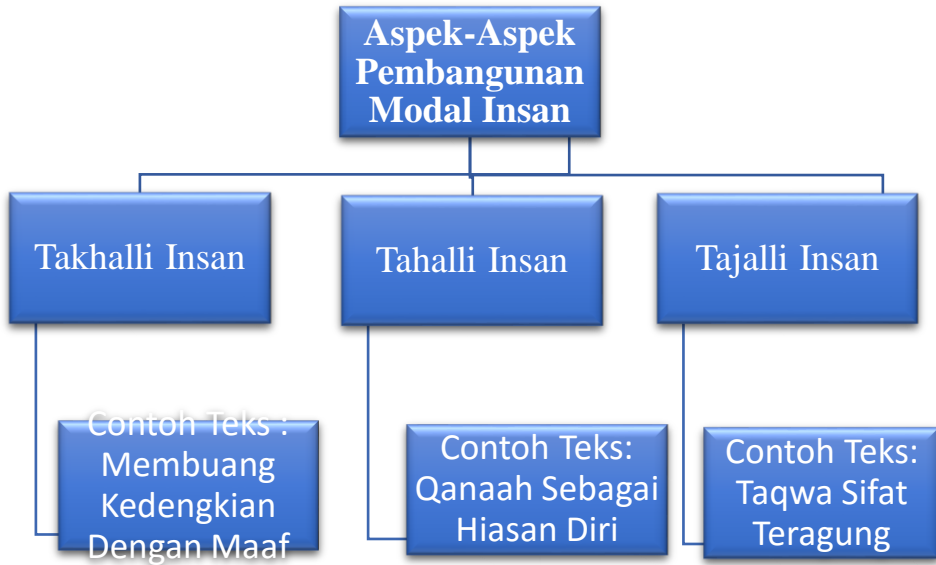 Aspek-Aspek
Pembangunan
Modal Insan
Takhalli Insan
Tahalli Insan
Tajalli Insan
Contoh Teks :
Membuang
Kedengkian
Dengan Maaf
Contoh Teks:
Qanaah Sebagai
Hiasan Diri
Contoh Teks:
Taqwa Sifat
Teragung